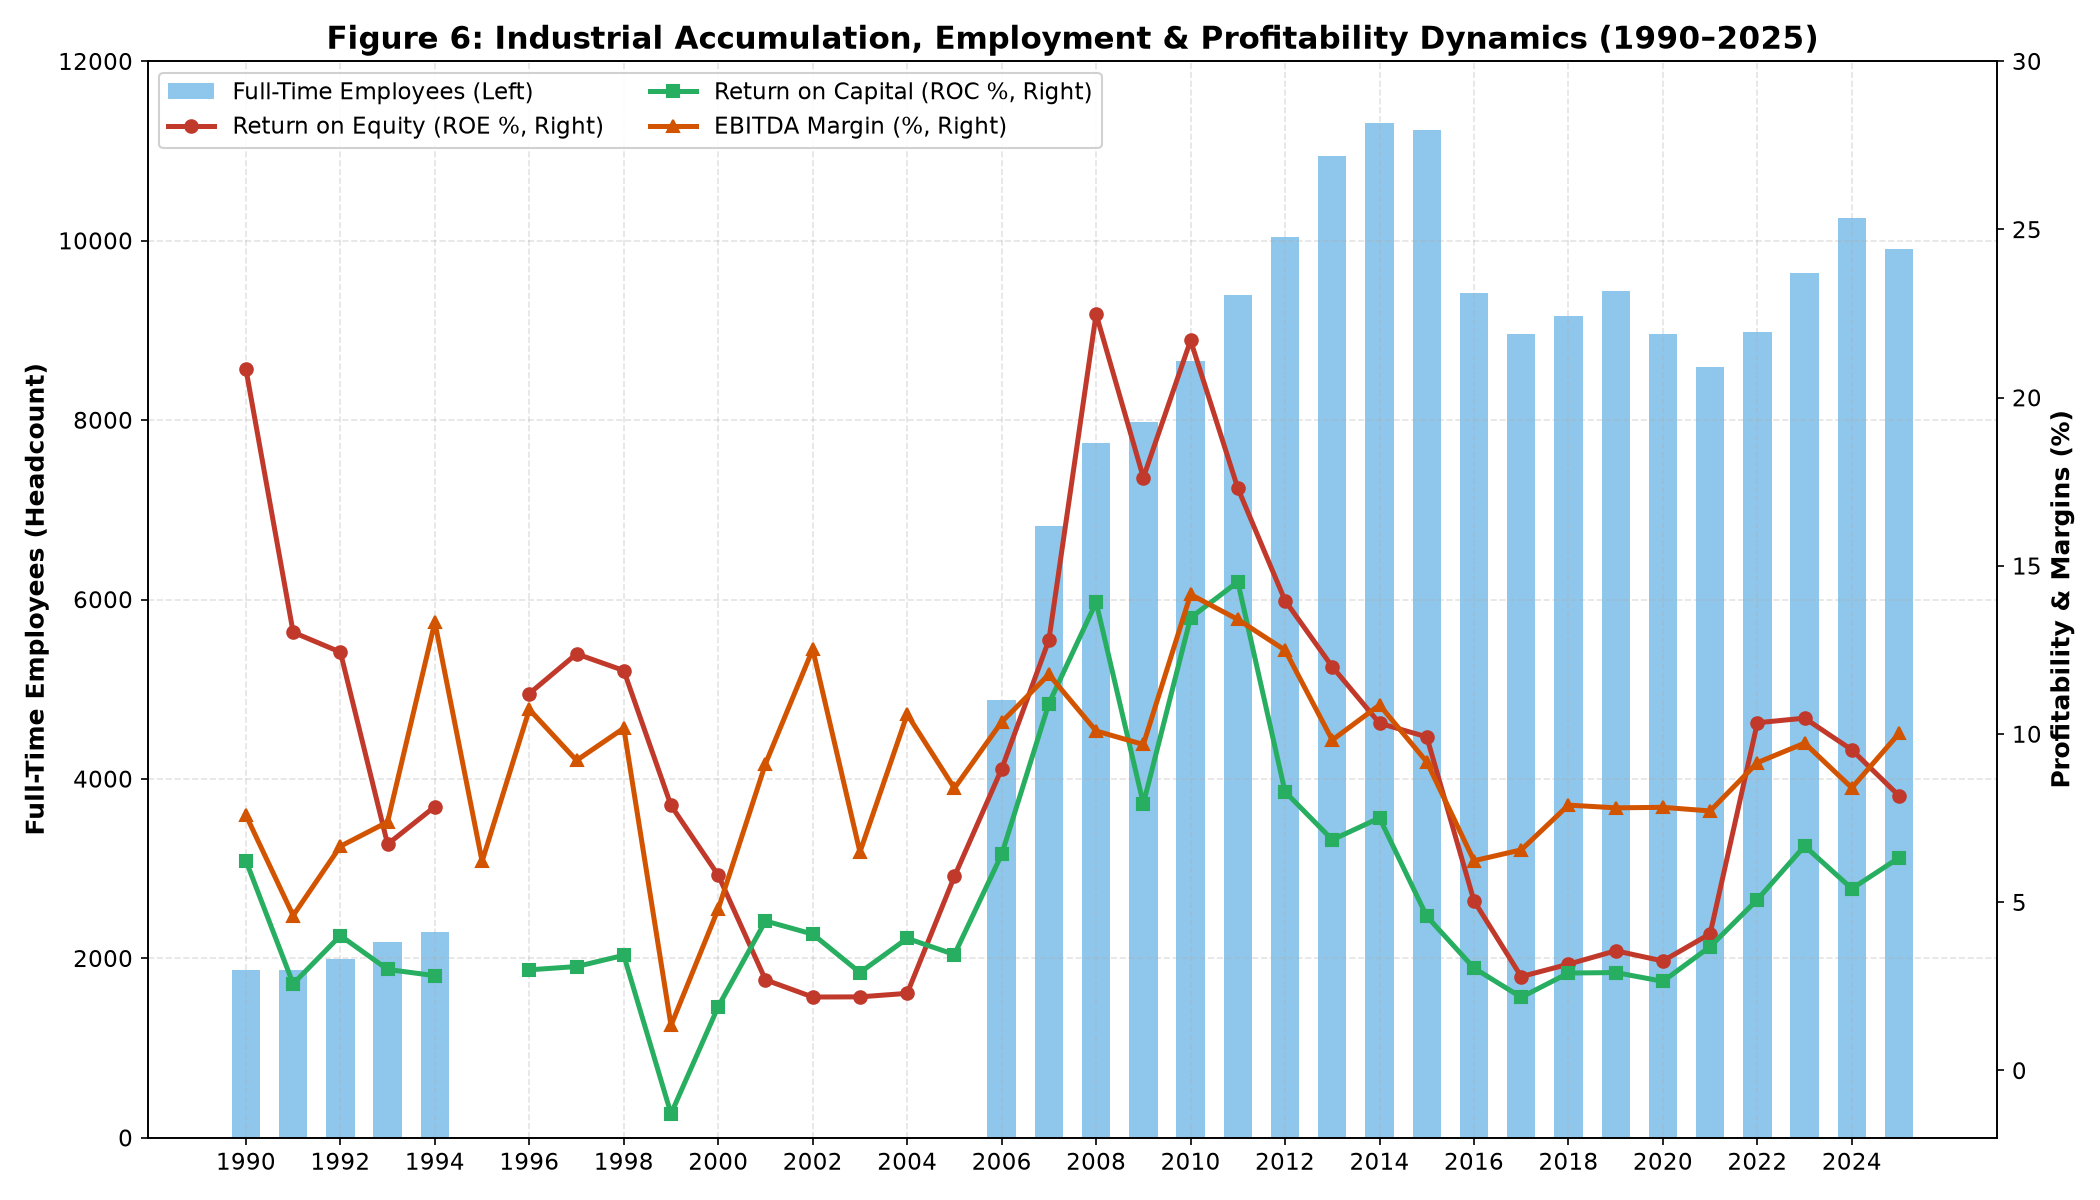 Figure 6: Industrial Accumulation, Employment & Profitability Dynamics (1990–2025)
Full-Time Employees (Left)
Return on Equity (ROE %, Right)
Return on Capital (ROC %, Right)
EBITDA Margin (%, Right)
Full-Time Employees (Headcount)
12000
10000
8000
6000
4000
2000
0
30
25
20
15
10
5
0
Profitability & Margins (%)
1990 1992 1994 1996 1998 2000 2002 2004 2006 2008 2010 2012 2014 2016 2018 2020 2022 2024